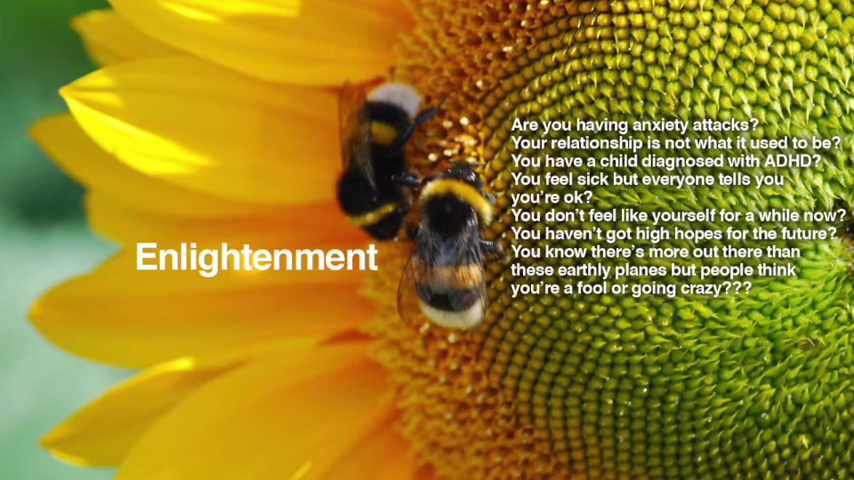 Enlightenment
Are you having anxiety attacks?
Your relationship is not what it used to be?
You have a child diagnosed with ADHD?
You feel sick but everyone tells you
you're ok?
You don't feel like yourself for a while now?
You haven't got high hopes for the future?
You know there's more out there than
these earthly planes but people think
you're a fool or going crazy???